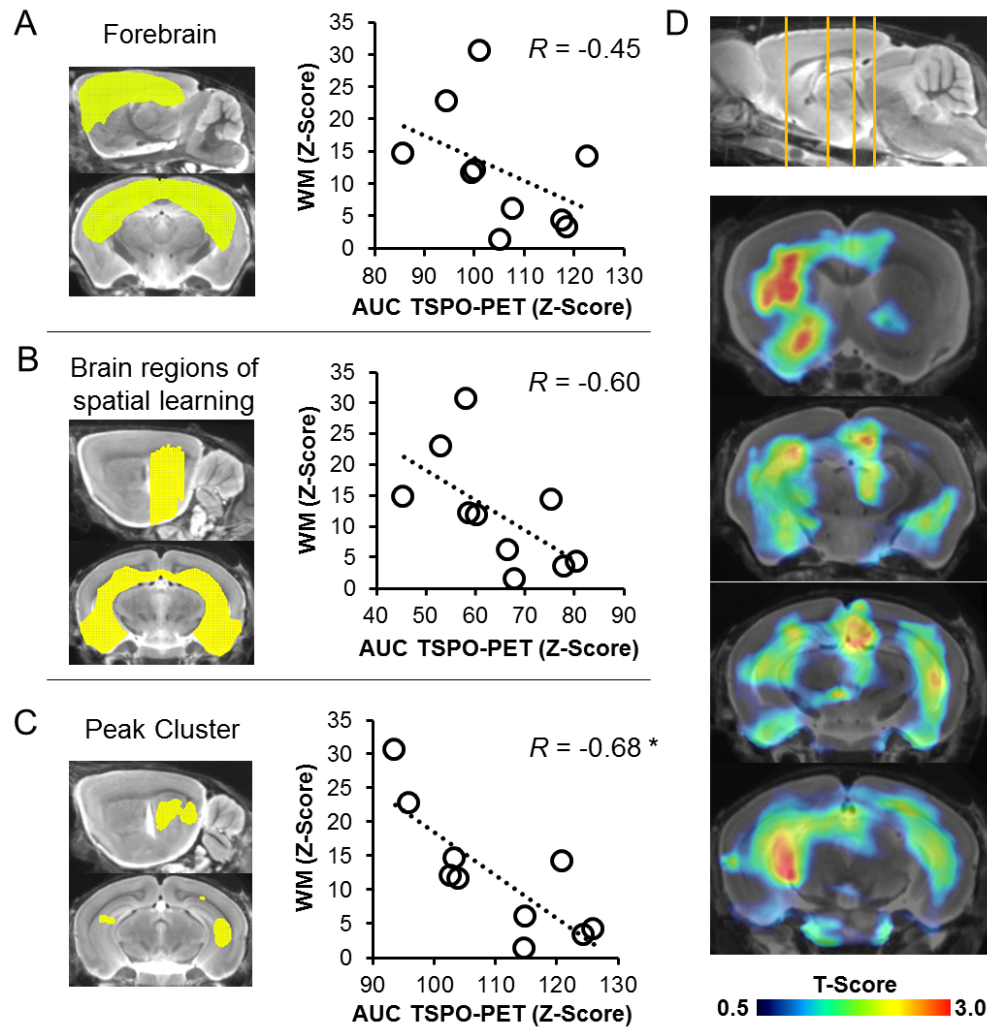 A
Forebrain
R = -0.45
WM (Z-Score)
35
30
25
20
15
10
5
0
80 90 100 110 120 130
AUC TSPO-PET (Z-Score)
B
Brain regions of
spatial learning
R = -0.60
WM (Z-Score)
35
30
25
20
15
10
5
0
40 50 60 70 80 90
AUC TSPO-PET (Z-Score)
C
Peak Cluster
R = -0.68 *
WM (Z-Score)
35
30
25
20
15
10
5
0
90 100 110 120 130
AUC TSPO-PET (Z-Score)
D
T-Score
0.5 3.0